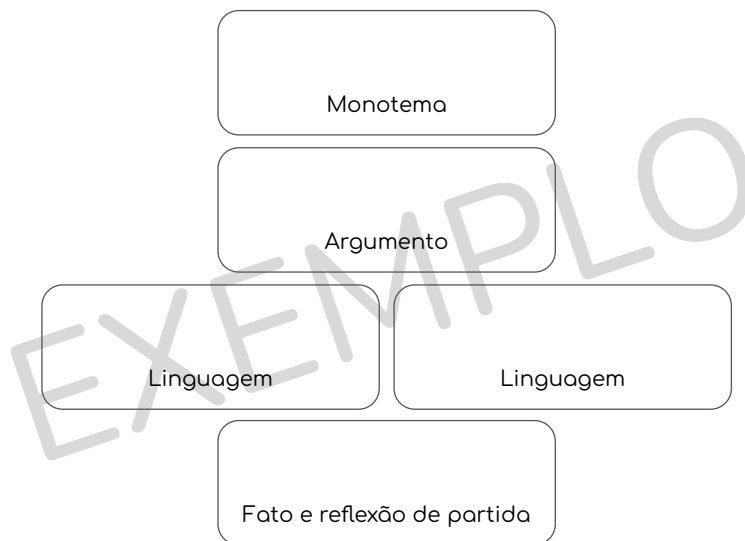 Monotema
Argumento
Linguagem
Linguagem
Fato e reflexão de partida
EXEMPLO